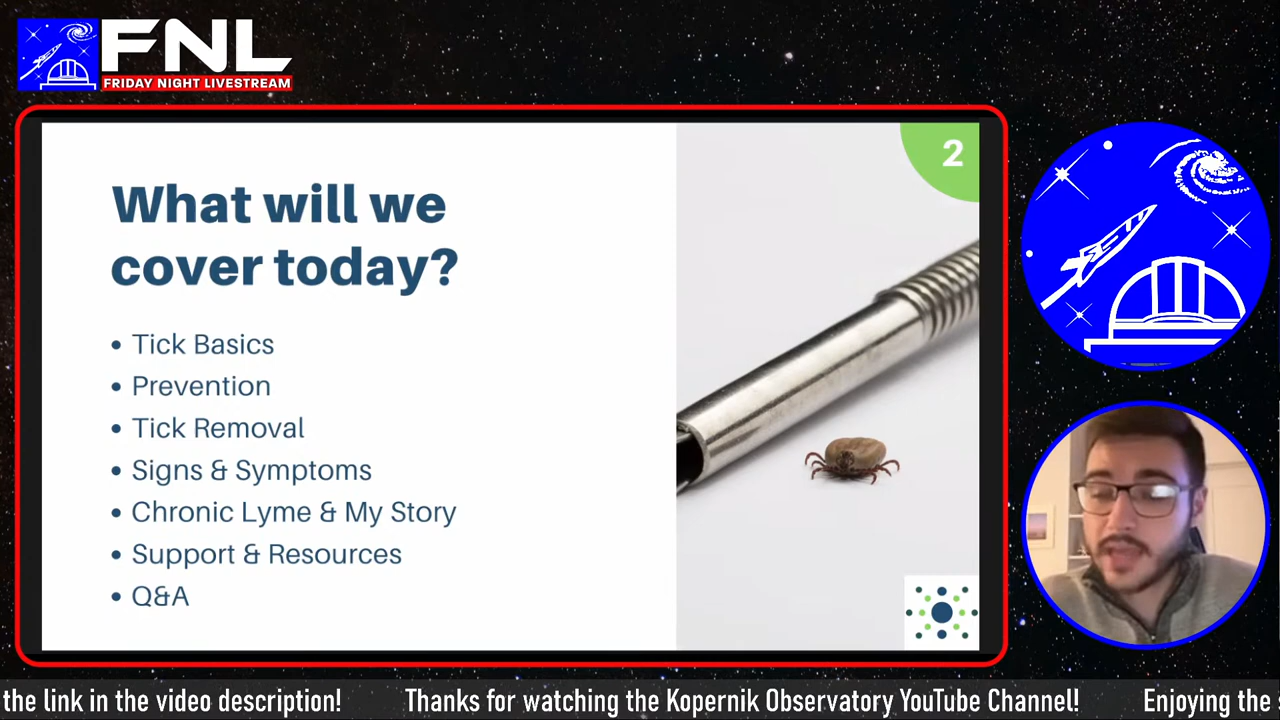 FNL
FRIDAY NIGHT LIVESTREAM
2
What will we
cover today?
• Tick Basics
• Prevention
• Tick Removal
• Signs & Symptoms
• Chronic Lyme & My Story
• Support & Resources
• Q&A
the link in the video description! Thanks for watching the Kopernik Observatory YouTube Channel! Enjoying the